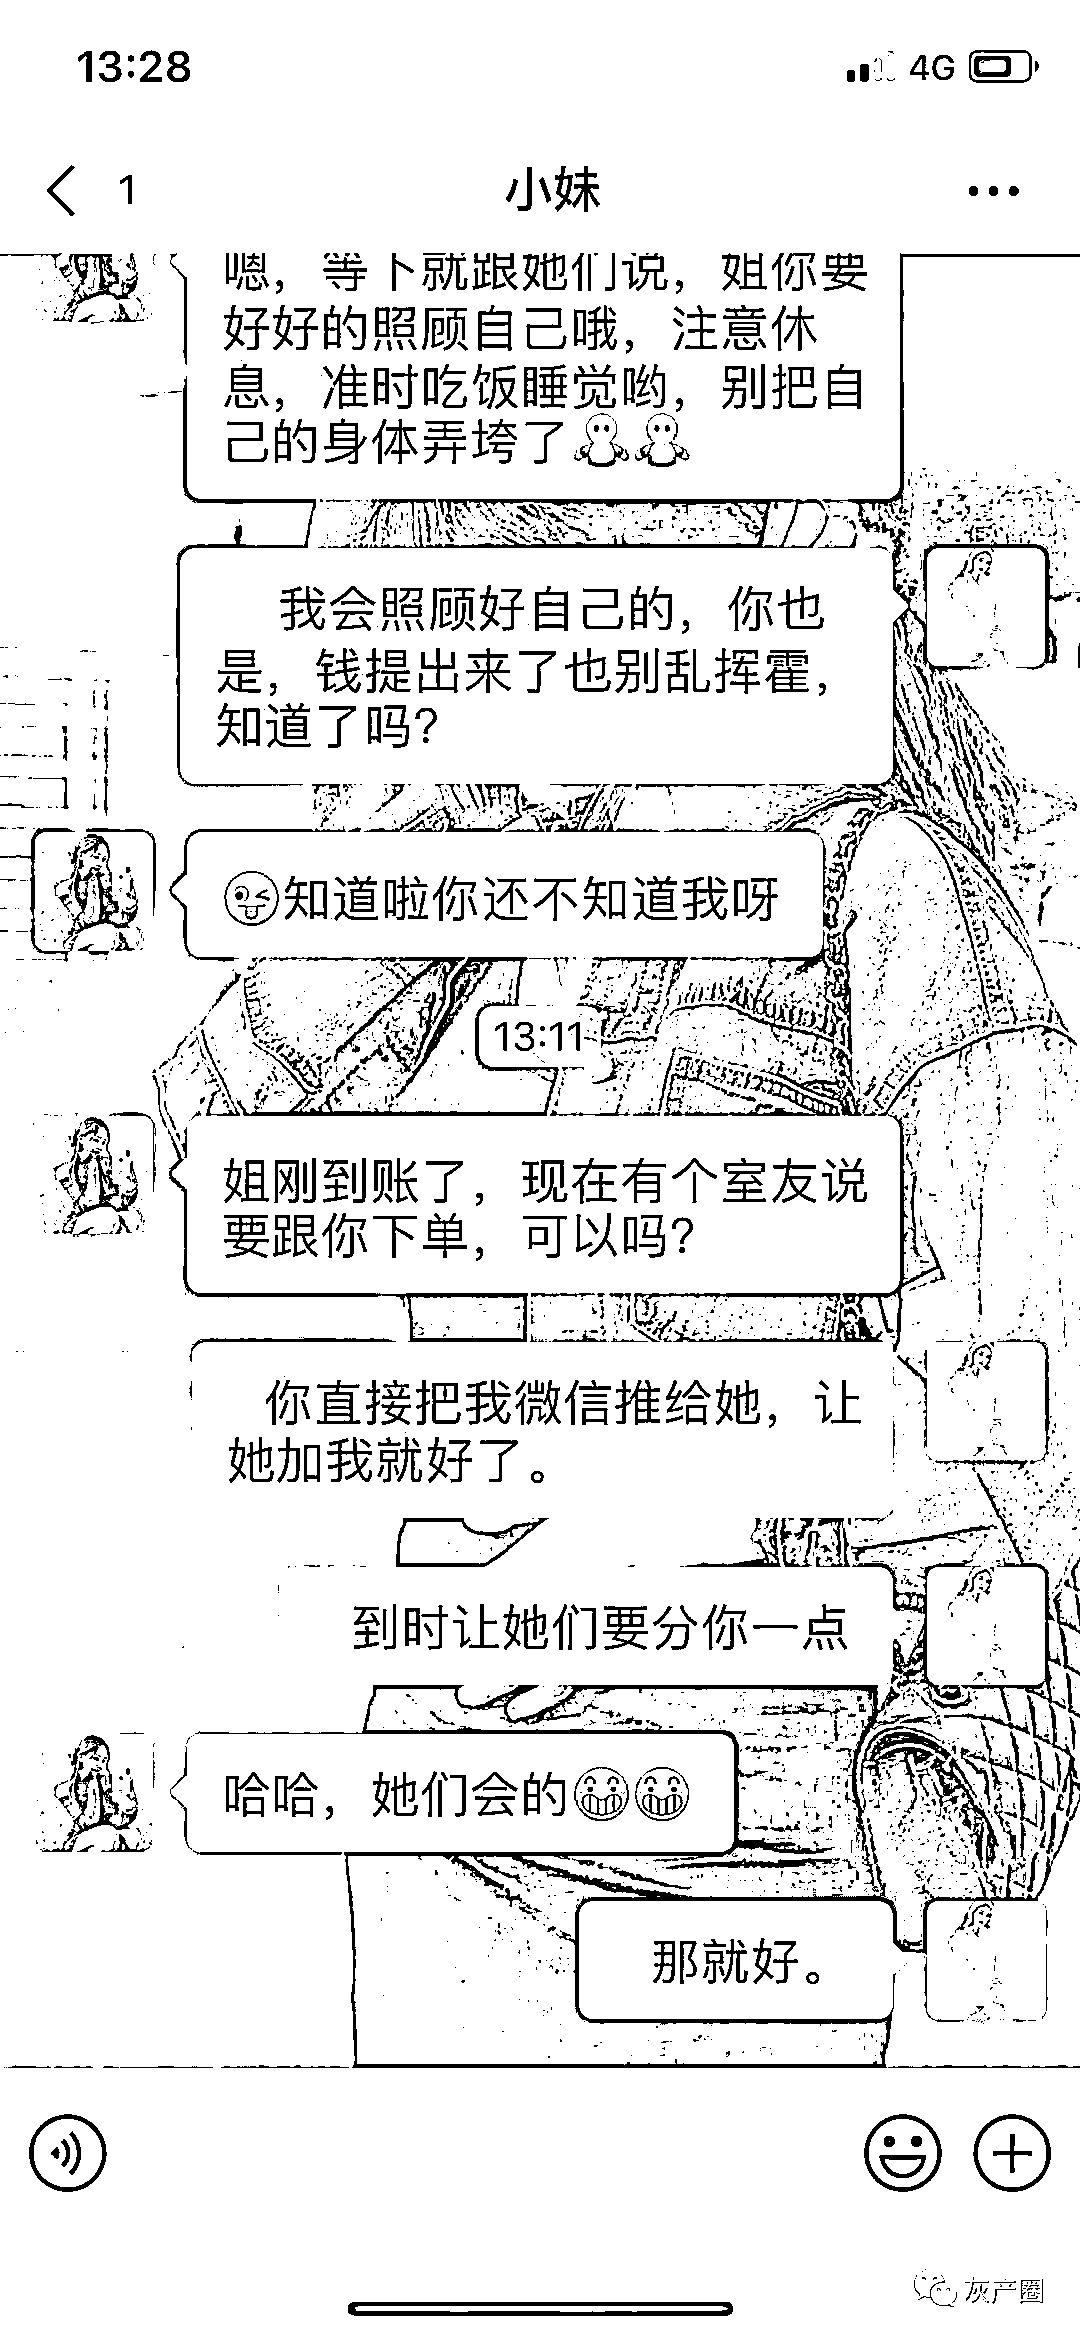 13:28
4G
1
小妹
嗯，等下就跟她们说，姐你要
好好的照顾自己哦，注意休
息，准时吃饭睡觉哟，别把自
己的身体弄垮了
我会照顾好自己的，你也
是，钱提出来了也别乱挥霍，
知道了吗?
知道啦你还不知道我呀
13:11
姐刚到账了，现在有个室友说
要跟你下单，可以吗?
你直接把我微信推给她，让
她加我就好了。
到时让她们要分你一点
哈哈，她们会的
那就好。
灰产圈